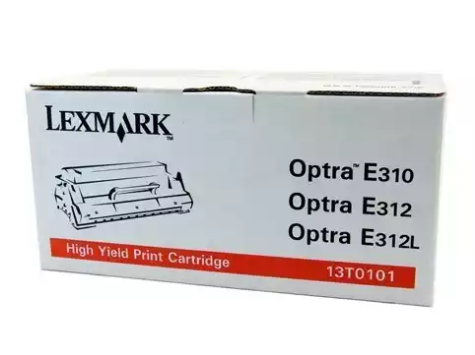 LEXMARK
Optra™ E310
Optra E312
Optra E312L
High Yield Print Cartridge
13T0101